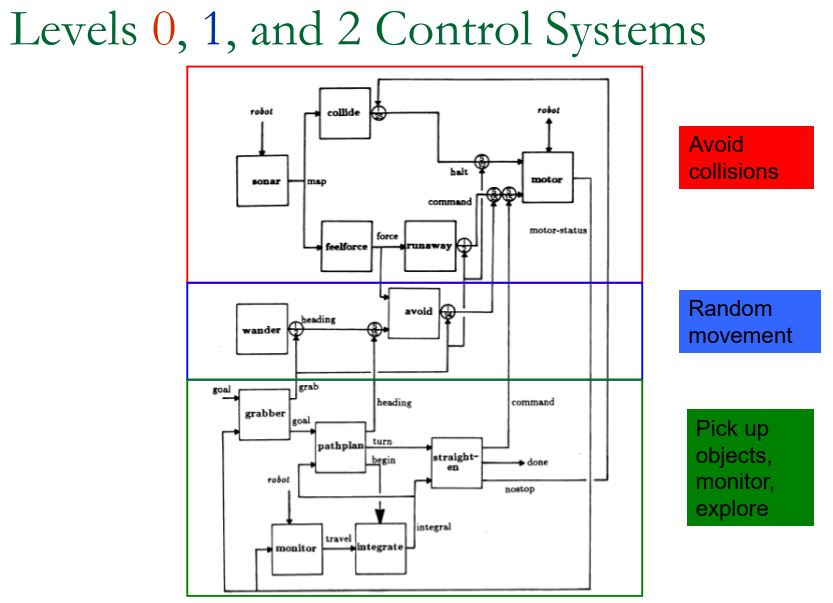 Levels 0, 1, and 2 Control Systems
robot
collide
robot
Avoid
collisions
sonar
map
halt
motor
command
feelforce
force
runaway
motor-status
wander
heading
avoid
Random
movement
goal
grab
grabber
goal
heading
command
pathplan
turn
begin
straight-
en
done
nostop
Pick up
objects,
monitor,
explore
robot
monitor
travel
integrate
integral